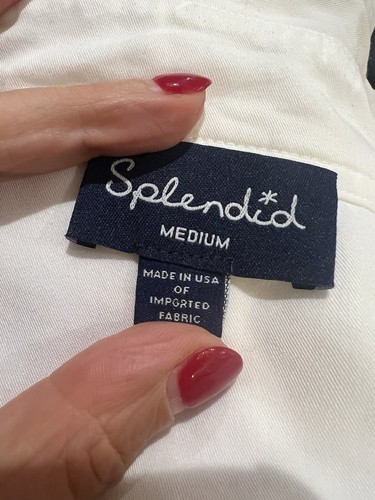 Splendid
MEDIUM
MADE IN USA
OF
IMPORTED
FABRIC